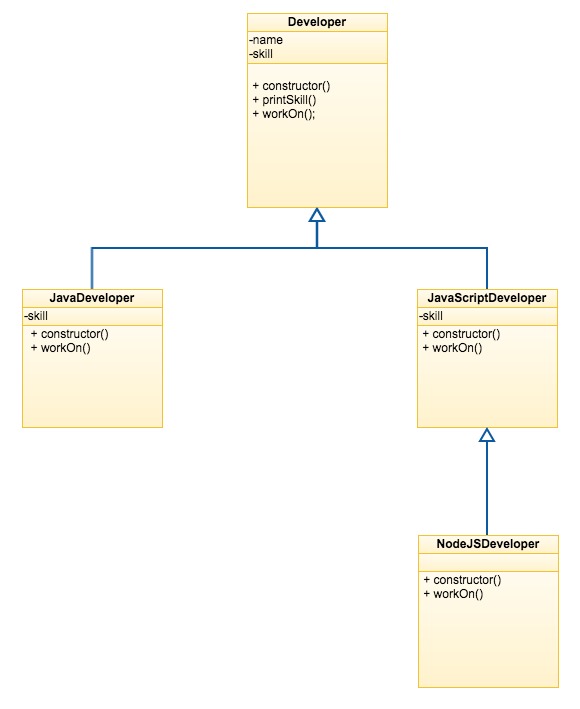 Developer
-name
-skill
+ constructor()
+ printSkill()
+ workOn();
JavaDeveloper
-skill
+ constructor()
+ workOn()
JavaScriptDeveloper
-skill
+ constructor()
+ workOn()
NodeJSDeveloper
+ constructor()
+ workOn()